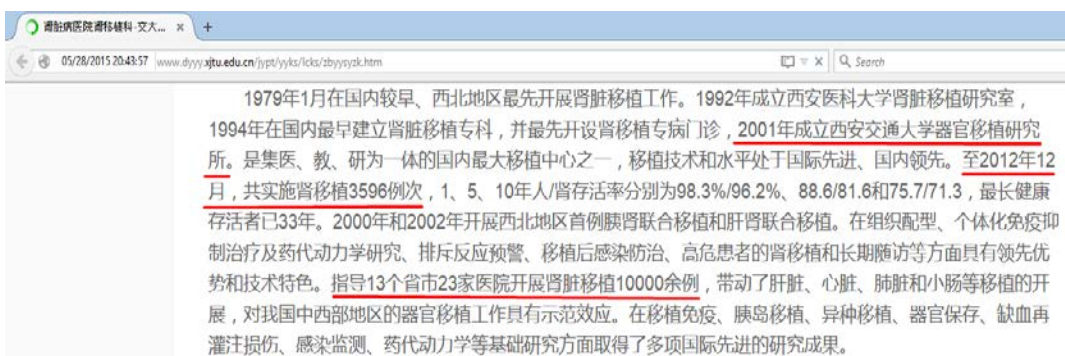 肾脏病医院肾移植科-交大... × +
05/28/2015 20:43:57 www.dyyy.xjtu.edu.cn/jypt/yyks/lcks/zbyysyzk.htm Search
1979年1月在国内较早、西北地区最先开展肾脏移植工作。1992年成立西安医科大学肾脏移植研究室，
1994年在国内最早建立肾脏移植专科，并最先开设肾移植专病门诊，2001年成立西安交通大学器官移植研究
所。是集医、教、研为一体的国内最大移植中心之一，移植技术和水平处于国际先进、国内领先。至2012年12
月，共实施肾移植3596例次，1、5、10年人/肾存活率分别为98.3%/96.2%、88.6/81.6和75.7/71.3，最长健康
存活者已33年。2000年和2002年开展西北地区首例胰肾联合移植和肝肾联合移植。在组织配型、个体化免疫抑
制治疗及药代动力学研究、排斥反应预警、移植后感染防治、高危患者的肾移植和长期随访等方面具有领先优
势和技术特色。指导13个省市23家医院开展肾脏移植10000余例，带动了肝脏、心脏、肺脏和小肠等移植的开
展，对我国中西部地区的器官移植工作具有示范效应。在移植免疫、胰岛移植、异种移植、器官保存、缺血再
灌注损伤、感染监测、药代动力学等基础研究方面取得了多项国际先进的研究成果。